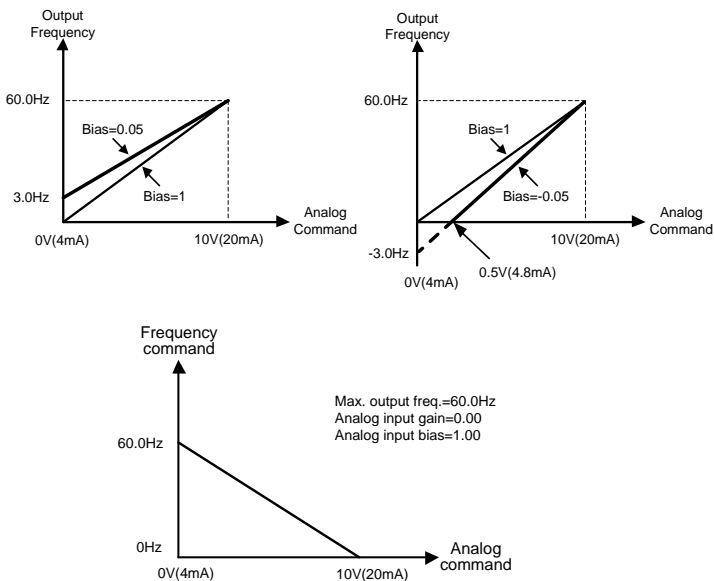 Output
Frequency
60.0Hz
Bias=0.05
Bias=1
3.0Hz
0V(4mA)
10V(20mA)
Analog
Command
Output
Frequency
60.0Hz
Bias=1
Bias=-0.05
Analog
Command
10V(20mA)
-3.0Hz
0.5V(4.8mA)
0V(4mA)
Frequency
command
Max. output freq.=60.0Hz
Analog input gain=0.00
Analog input bias=1.00
60.0Hz
0Hz
Analog
command
0V(4mA)
10V(20mA)